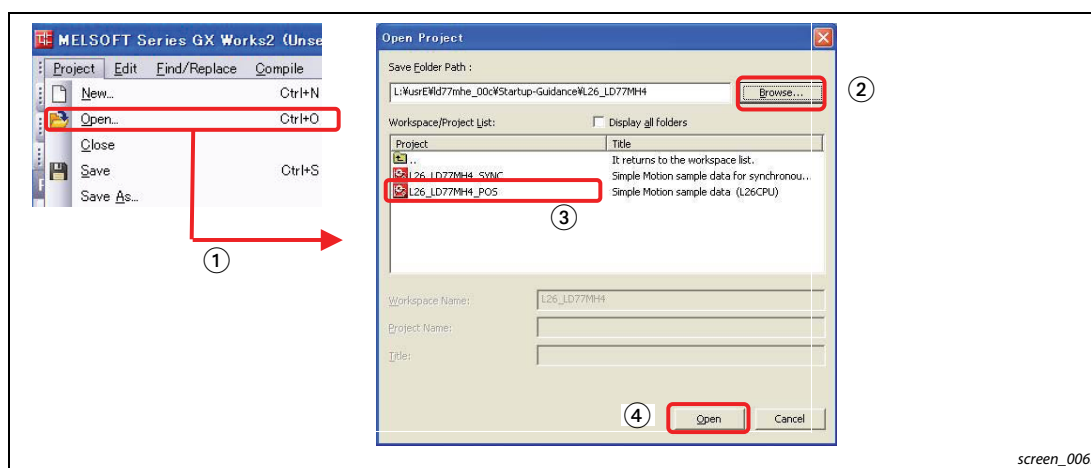 MELSOFT Series GX Works2 (Unse
Project Edit Find/Replace Compile
New... Ctrl+N
Open... Ctrl+O
Close
Save Ctrl+S
Save As...
①
Open Project
Save Folder Path :
L:¥usrE¥ld77mhe_00c¥Startup-Guidance¥L26_LD77MH4
Browse...
②
Workspace/Project List:
Display all folders
Project Title
.. It returns to the workspace list.
L26_LD77MH4_SYNC Simple Motion sample data for synchronou...
L26_LD77MH4_POS Simple Motion sample data (L26CPU)
③
Workspace Name: L26_LD77MH4
Project Name:
Title:
④
Open Cancel
screen_006